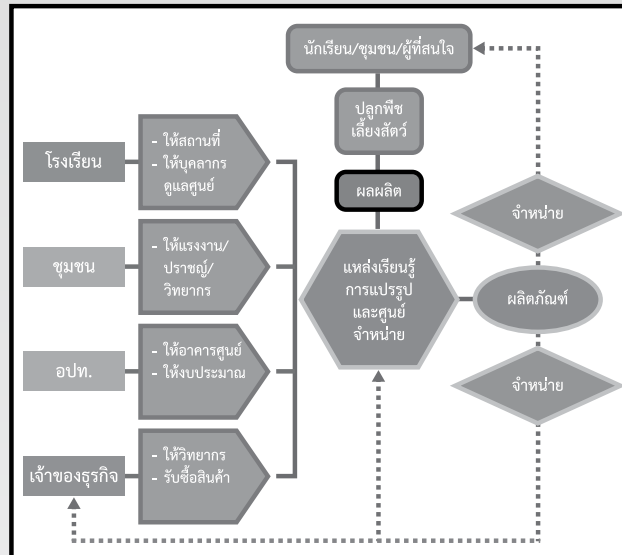 นักเรียน/ชุมชน/ผู้ที่สนใจ
ปลูกพืช
เลี้ยงสัตว์
ผลผลิต
แหล่งเรียนรู้
การแปรรูป
และศูนย์
จำหน่าย
จำหน่าย
ผลิตภัณฑ์
จำหน่าย
โรงเรียน
- ให้สถานที่
- ให้บุคลากร
ดูแลศูนย์
ชุมชน
- ให้แรงงาน/
ปราชญ์/
วิทยากร
อปท.
- ให้อาคารศูนย์
- ให้งบประมาณ
เจ้าของธุรกิจ
- ให้วิทยากร
- รับซื้อสินค้า